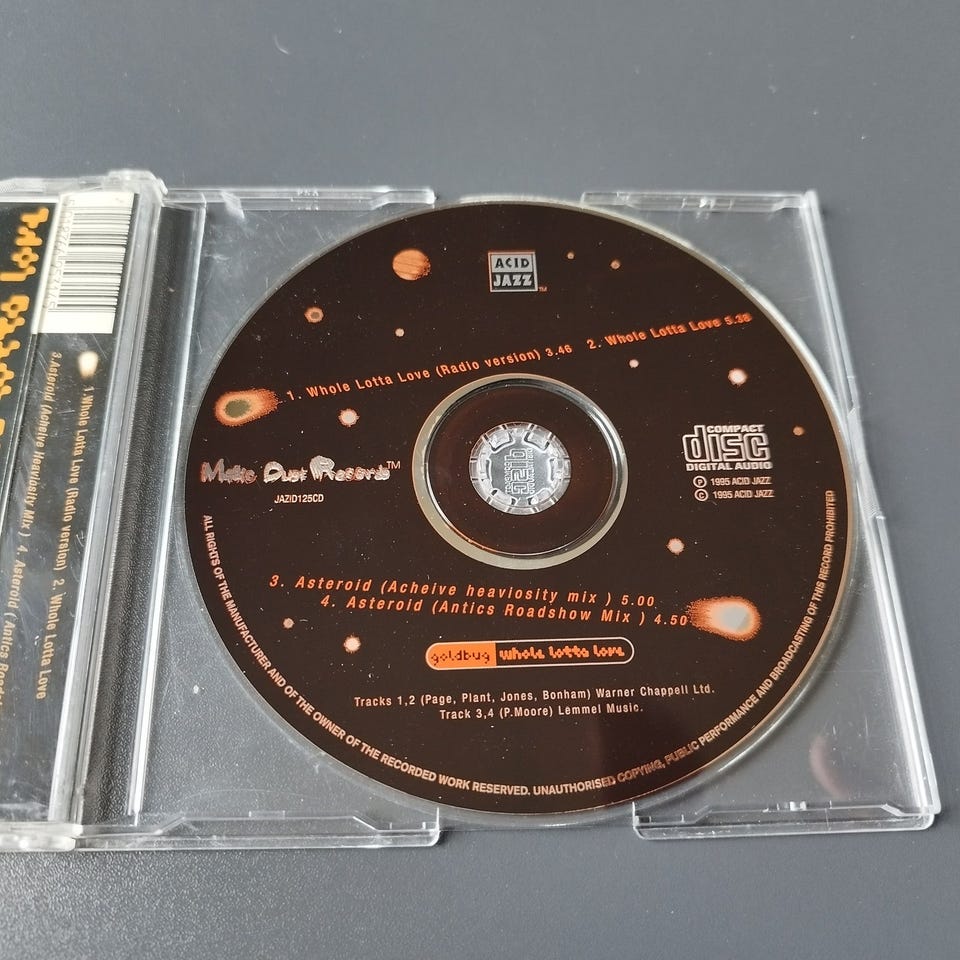 Lotta Love
3.Asteroid (Acheive Heaviosity Mix ) 4. Asteroid ( Antics
1.Whole Lotta Love (Radio version) 2. Whole Lotta Love
ACID
JAZZ™
1. Whole Lotta Love (Radio version) 3.46 2. Whole Lotta Love 5.38
COMPACT
disc
DIGITAL AUDIO
Ⓟ 1995 ACID JAZZ
© 1995 ACID JAZZ
Dust Records™
JAZID125CD
3. Asteroid (Acheive heaviosity mix ) 5.00
4. Asteroid (Antics Roadshow Mix ) 4.50
goldbug whole lotta love
Tracks 1,2 (Page, Plant, Jones, Bonham) Warner Chappell Ltd.
Track 3,4 (P.Moore) Lemmel Music.
ALL RIGHTS OF THE MANUFACTURER AND OF THE OWNER OF THE RECORDED WORK RESERVED. UNAUTHORISED COPYING, PUBLIC PERFORMANCE AND BROADCASTING OF THIS RECORD PROHIBITED